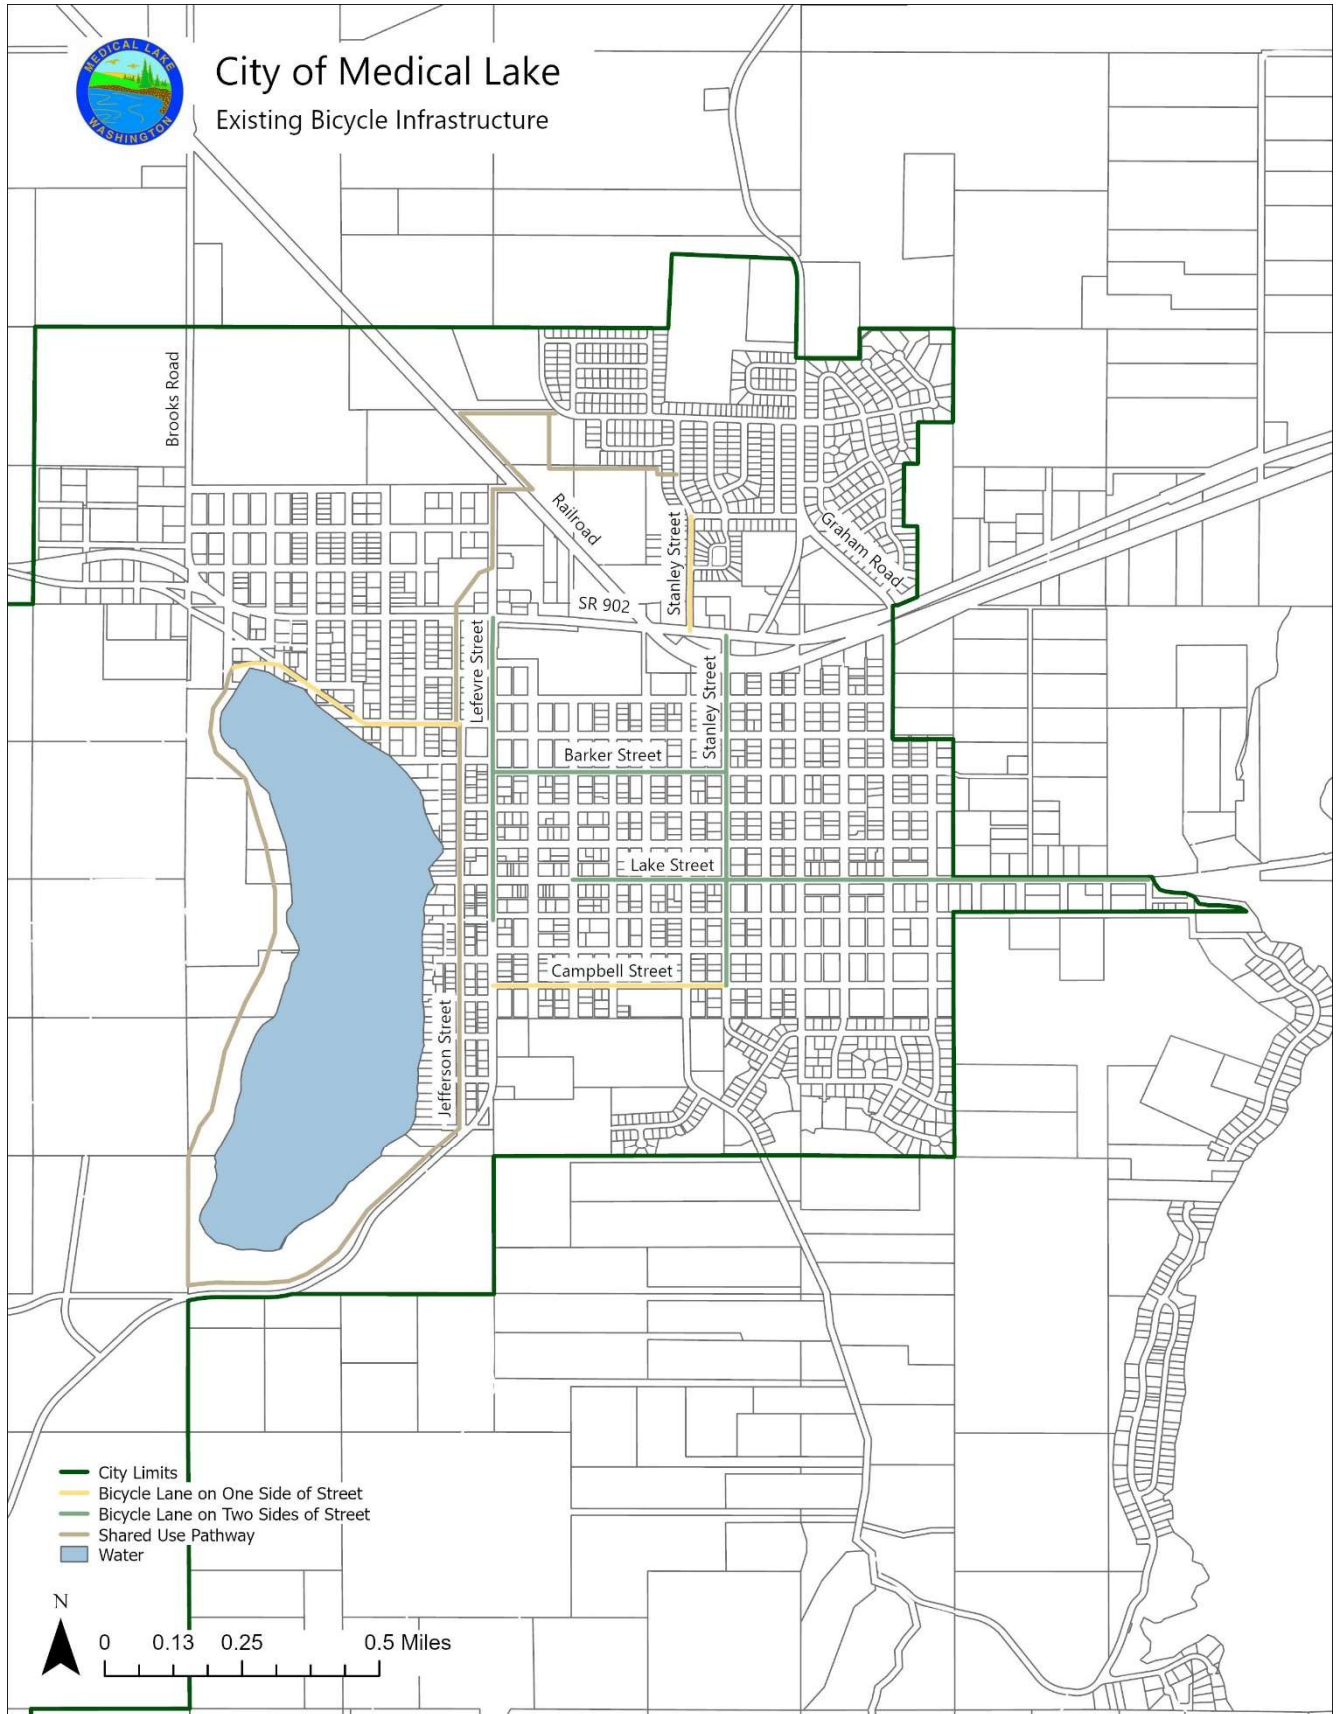 MEDICAL LAKE
WASHINGTON
City of Medical Lake
Existing Bicycle Infrastructure
Brooks Road
Railroad
Stanley Street
Graham Road
SR 902
Lefevre Street
Stanley Street
Barker Street
Lake Street
Campbell Street
Jefferson Street
City Limits
Bicycle Lane on One Side of Street
Bicycle Lane on Two Sides of Street
Shared Use Pathway
Water
N
0 0.13 0.25 0.5 Miles